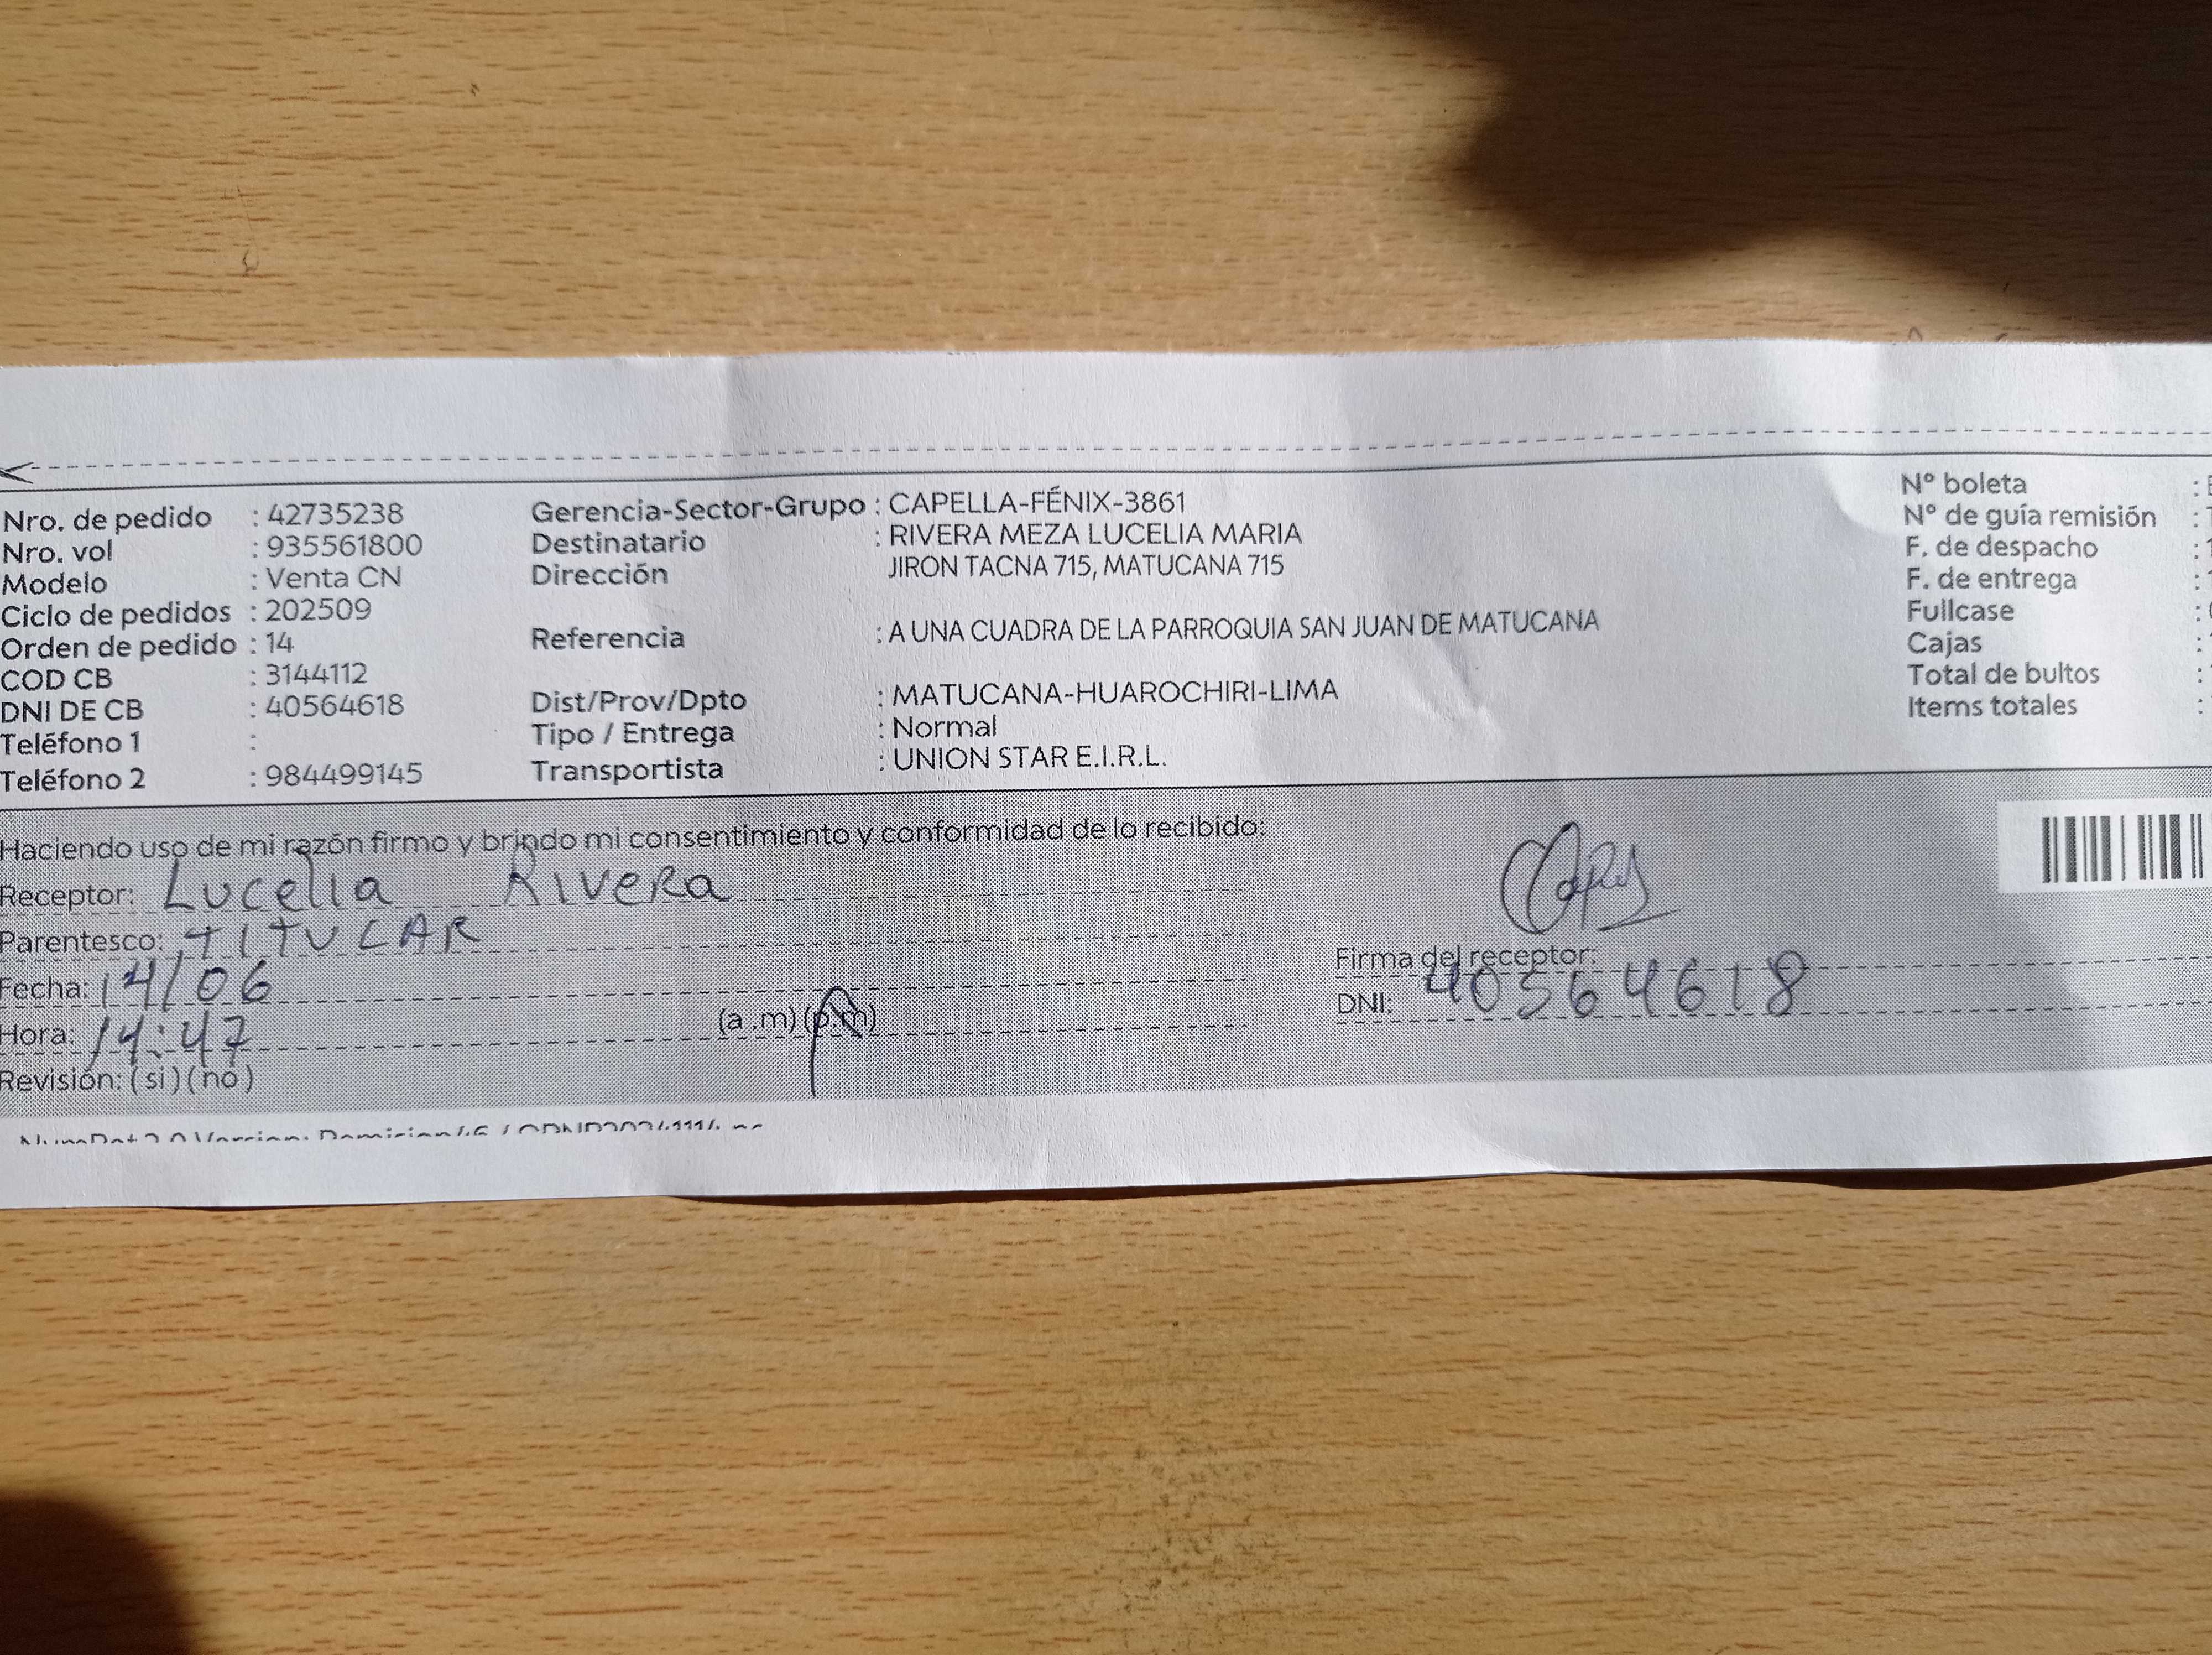 Nro. de pedido : 42735238
Nro. vol : 935561800
Modelo : Venta CN
Ciclo de pedidos : 202509
Orden de pedido : 14
COD CB : 3144112
DNI DE CB : 40564618
Teléfono 1 :
Teléfono 2 : 984499145
Gerencia-Sector-Grupo : CAPELLA-FÉNIX-3861
Destinatario : RIVERA MEZA LUCELIA MARIA
Dirección JIRON TACNA 715, MATUCANA 715
Referencia : A UNA CUADRA DE LA PARROQUIA SAN JUAN DE MATUCANA
Dist/Prov/Dpto : MATUCANA-HUAROCHIRI-LIMA
Tipo / Entrega : Normal
Transportista : UNION STAR E.I.R.L.
N° boleta :
N° de guía remisión :
F. de despacho :
F. de entrega :
Fullcase :
Cajas :
Total de bultos :
Items totales :
Haciendo uso de mi razón firmo y brindo mi consentimiento y conformidad de lo recibido:
Receptor: Lucelia Rivera
Parentesco: TITULAR
Fecha: 14/06
Hora: 14:47 (a .m) (p.m)
Revisión: (si) (no)
Firma del receptor:
DNI: 40564618